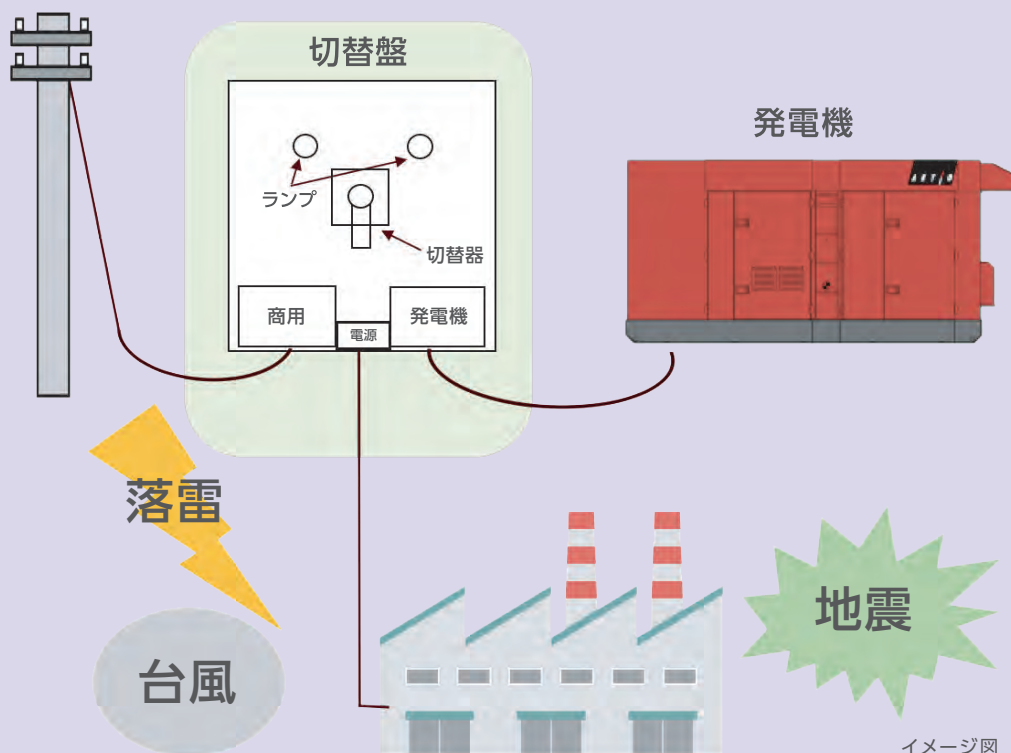 切替盤
発電機
ランプ
切替器
商用
電源
発電機
落雷
台風
地震
イメージ図